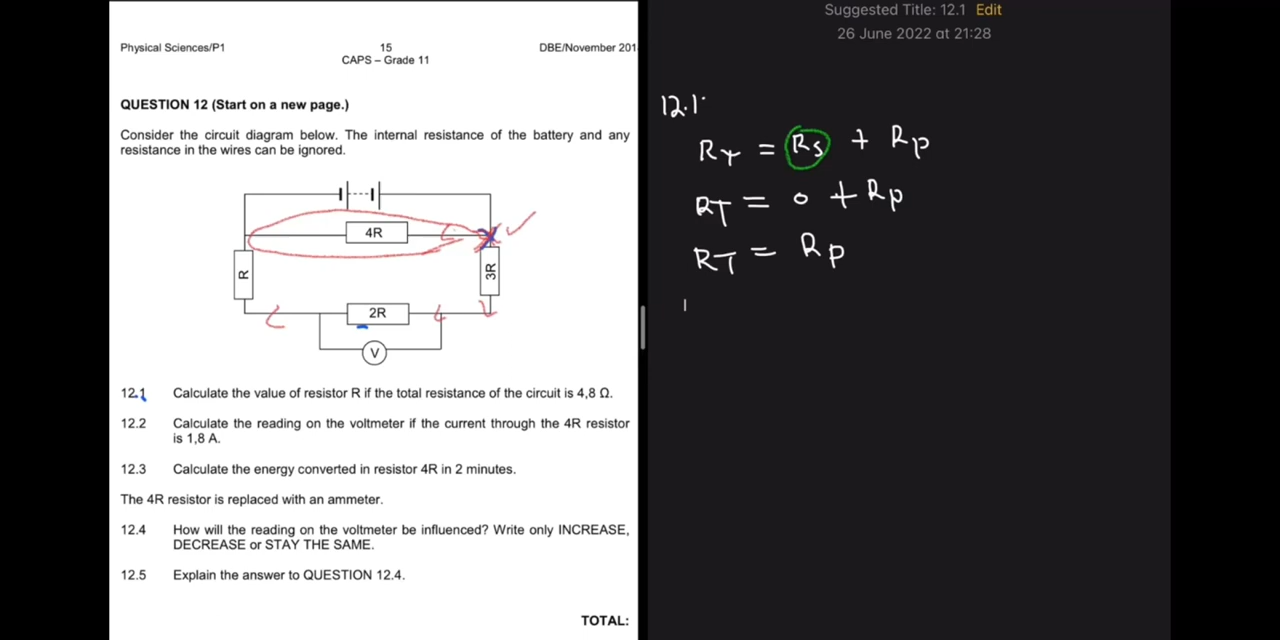 Suggested Title: 12.1 Edit
26 June 2022 at 21:28
Physical Sciences/P1
15
DBE/November 201
CAPS – Grade 11
QUESTION 12 (Start on a new page.)
Consider the circuit diagram below. The internal resistance of the battery and any
resistance in the wires can be ignored.
4R
R
3R
2R
V
12.1 Calculate the value of resistor R if the total resistance of the circuit is 4,8 Ω.
12.2 Calculate the reading on the voltmeter if the current through the 4R resistor
is 1,8 A.
12.3 Calculate the energy converted in resistor 4R in 2 minutes.
The 4R resistor is replaced with an ammeter.
12.4 How will the reading on the voltmeter be influenced? Write only INCREASE,
DECREASE or STAY THE SAME.
12.5 Explain the answer to QUESTION 12.4.
TOTAL:
12.1
RT = RS + RP
RT = 0 + RP
RT = RP